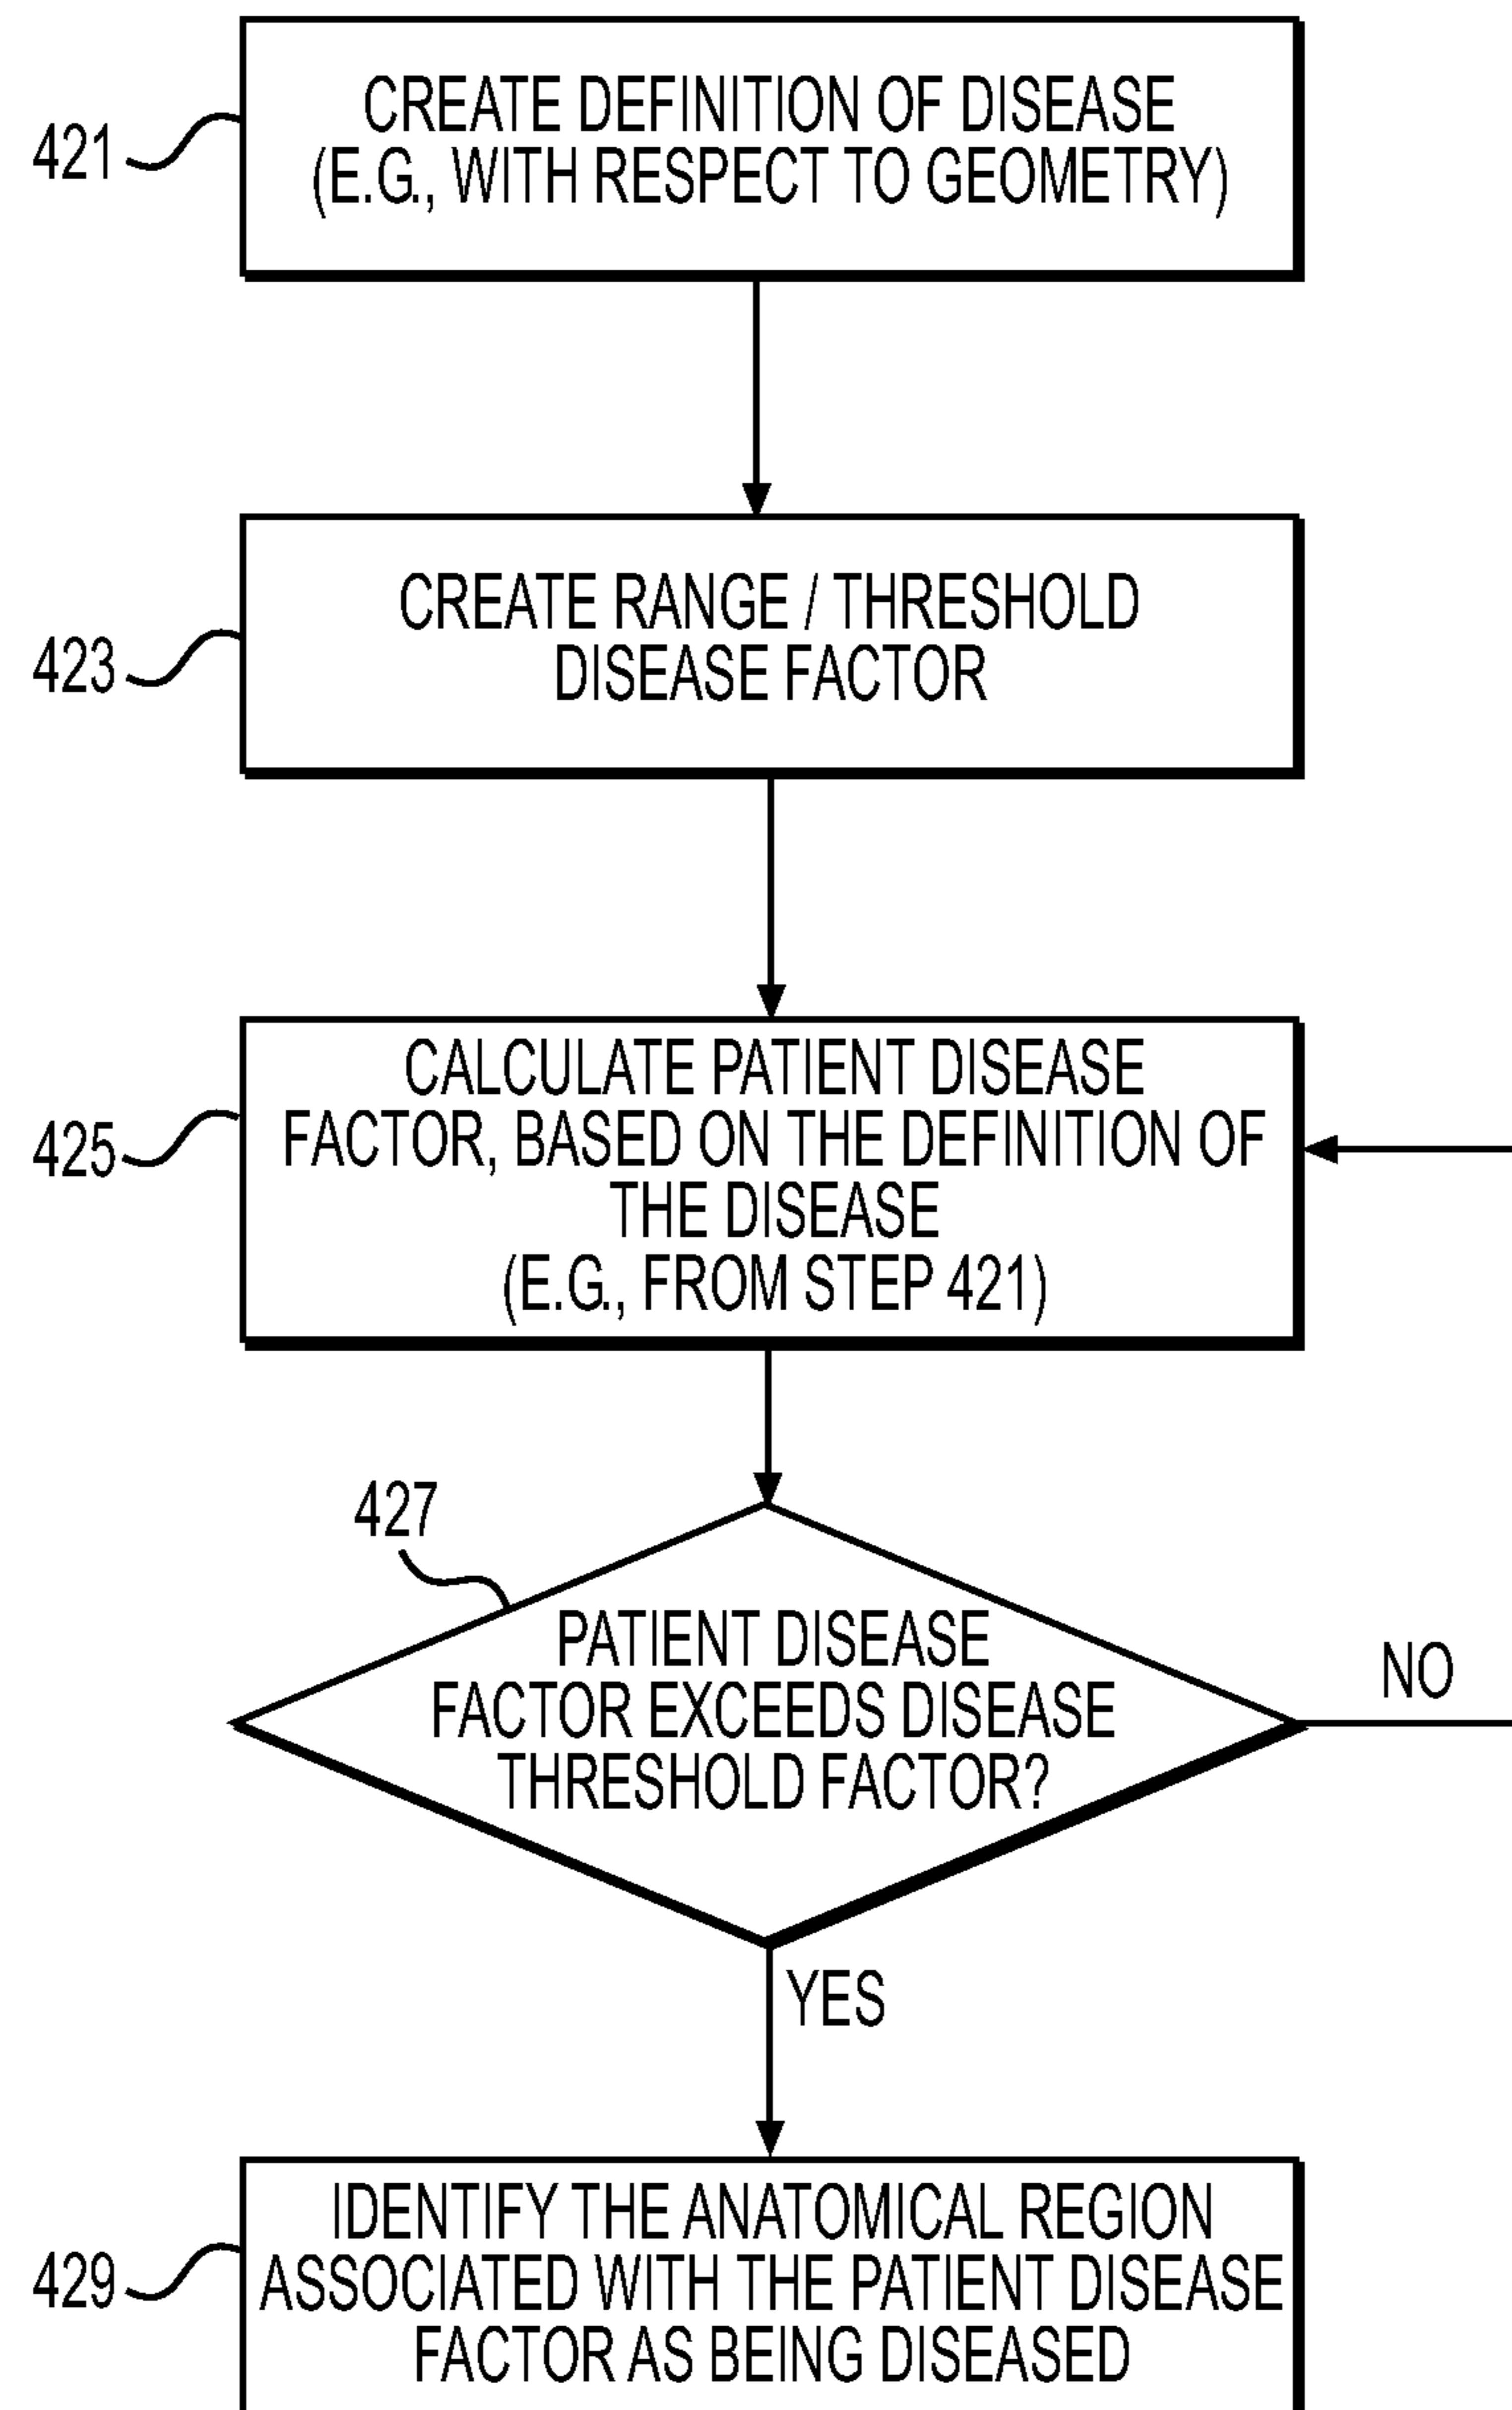 421
CREATE DEFINITION OF DISEASE
(E.G., WITH RESPECT TO GEOMETRY)
423
CREATE RANGE / THRESHOLD
DISEASE FACTOR
425
CALCULATE PATIENT DISEASE
FACTOR, BASED ON THE DEFINITION OF
THE DISEASE
(E.G., FROM STEP 421)
427
PATIENT DISEASE
FACTOR EXCEEDS DISEASE
THRESHOLD FACTOR?
NO
YES
429
IDENTIFY THE ANATOMICAL REGION
ASSOCIATED WITH THE PATIENT DISEASE
FACTOR AS BEING DISEASED